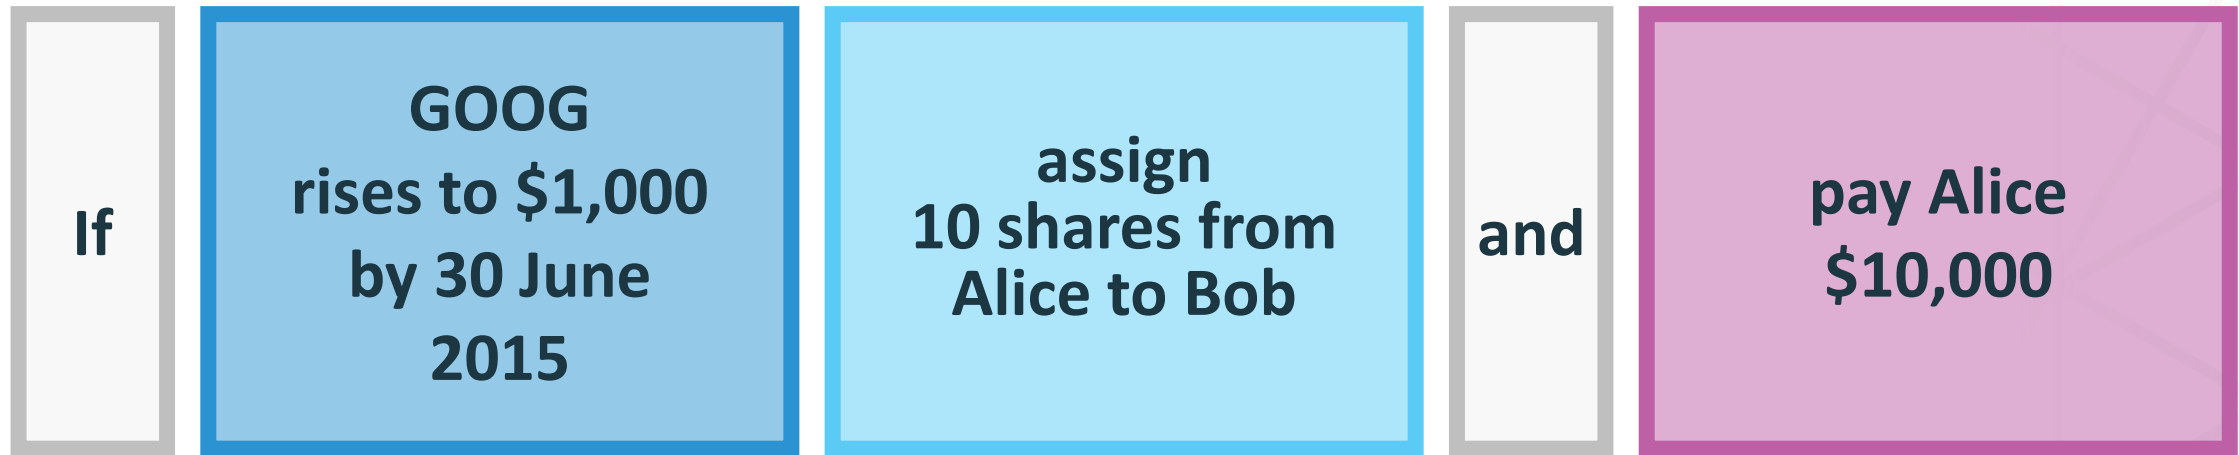 If
GOOG
rises to $1,000
by 30 June
2015
assign
10 shares from
Alice to Bob
and
pay Alice
$10,000